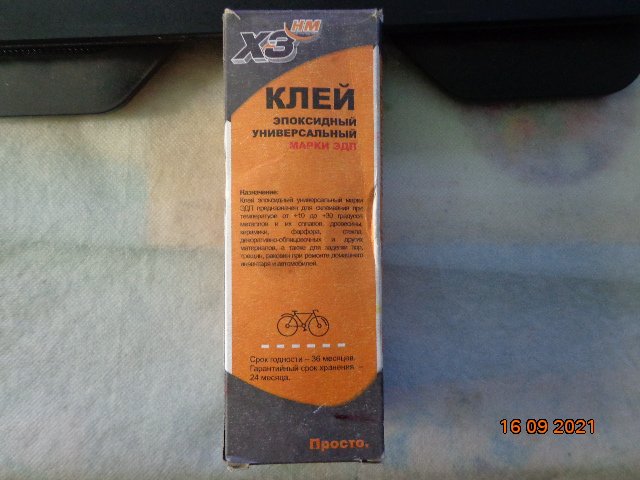 ХЗ НМ
КЛЕЙ
ЭПОКСИДНЫЙ
УНИВЕРСАЛЬНЫЙ
МАРКИ ЭДП
Назначение:
Клей эпоксидный универсальный марки
ЭДП предназначен для склеивания при
температуре от +10 до +30 градусов
металлов и их сплавов, древесины,
керамики, фарфора, стекла,
декоративно-облицовочных и других
материалов, а также для заделки пор,
трещин, раковин при ремонте домашнего
инвентаря и автомобилей.
Срок годности – 36 месяцев.
Гарантийный срок хранения –
24 месяца.
Просто.
16 09 2021